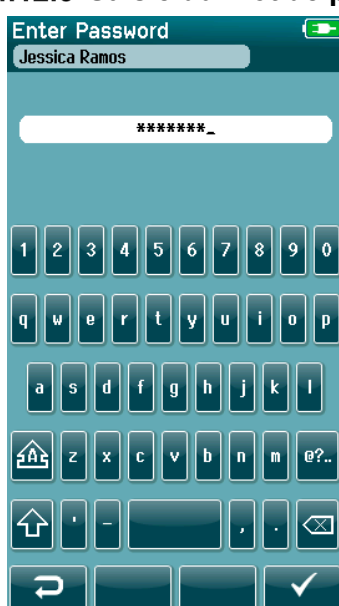 Enter Password
Jessica Ramos
*******_
1 2 3 4 5 6 7 8 9 0
q w e r t y u i o p
a s d f g h j k l
z x c v b n m @?..
' - , .